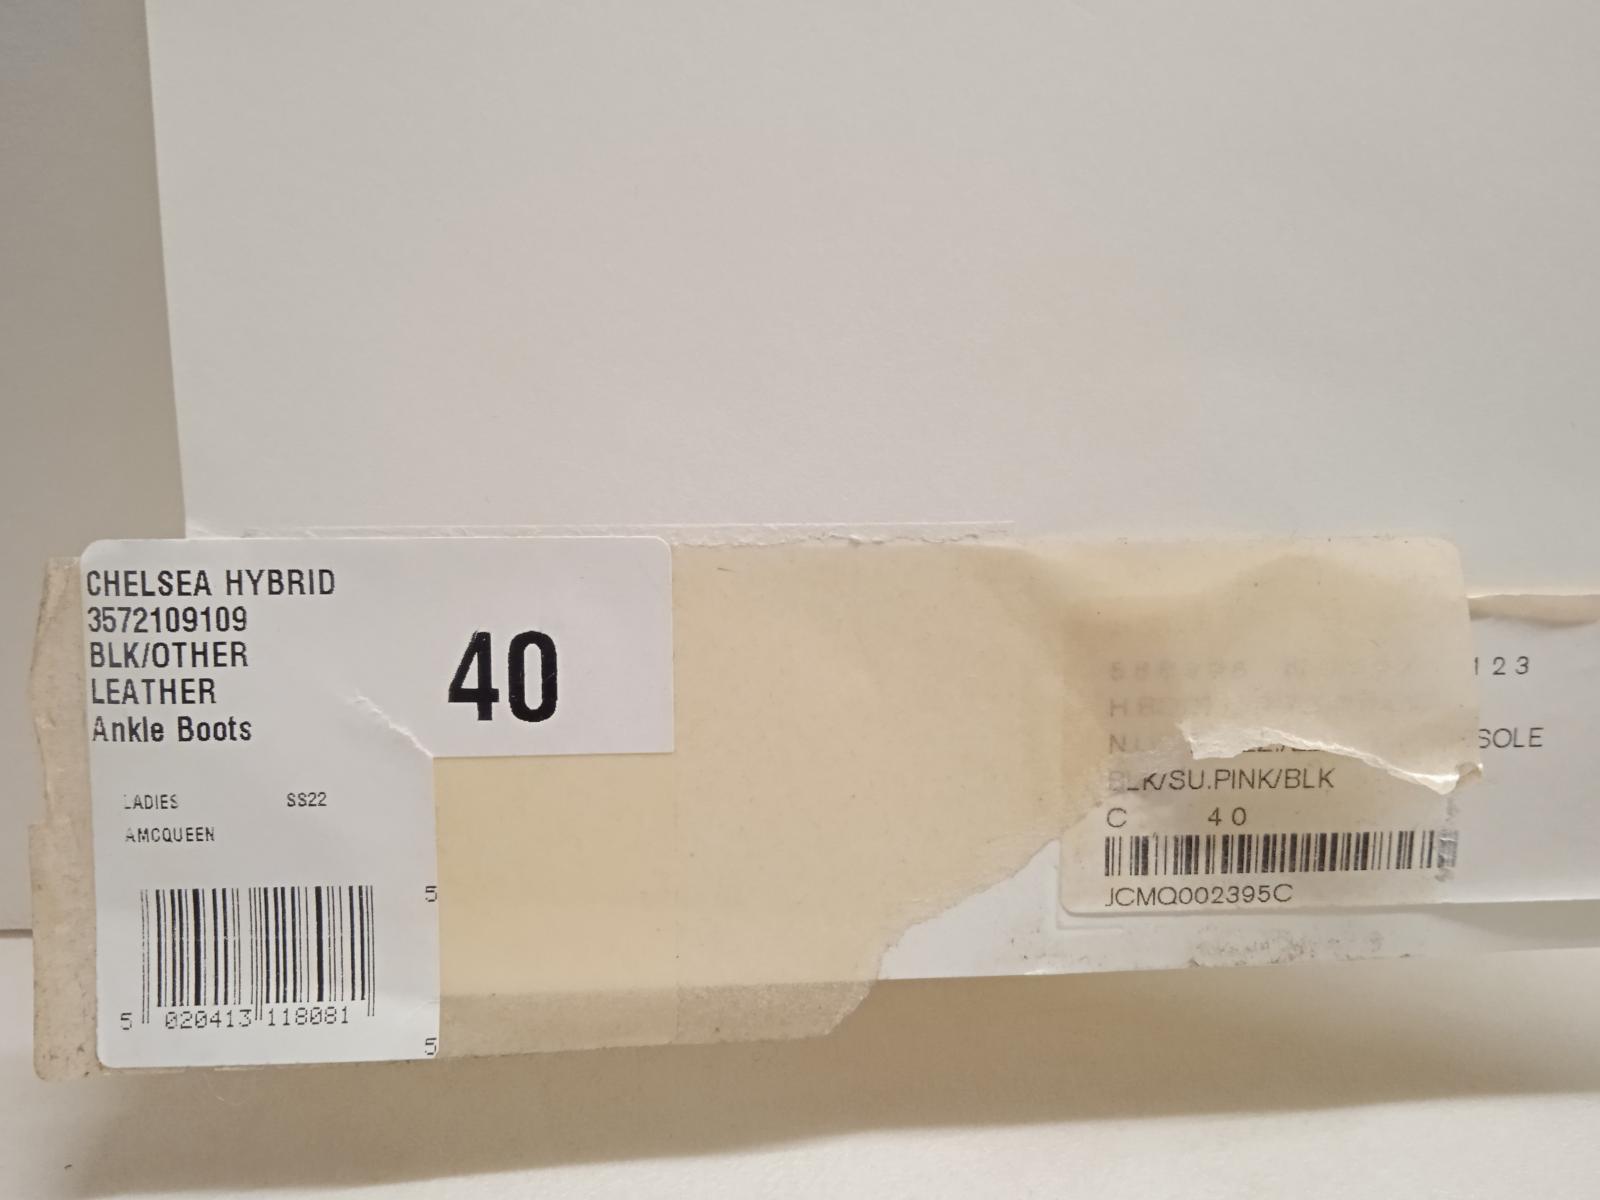 CHELSEA HYBRID
3572109109
BLK/OTHER
LEATHER
Ankle Boots
40
LADIES SS22
AMCQUEEN
5
5 020413 118081
5
123
SOLE
BLK/SU.PINK/BLK
C 40
JCMQ002395C